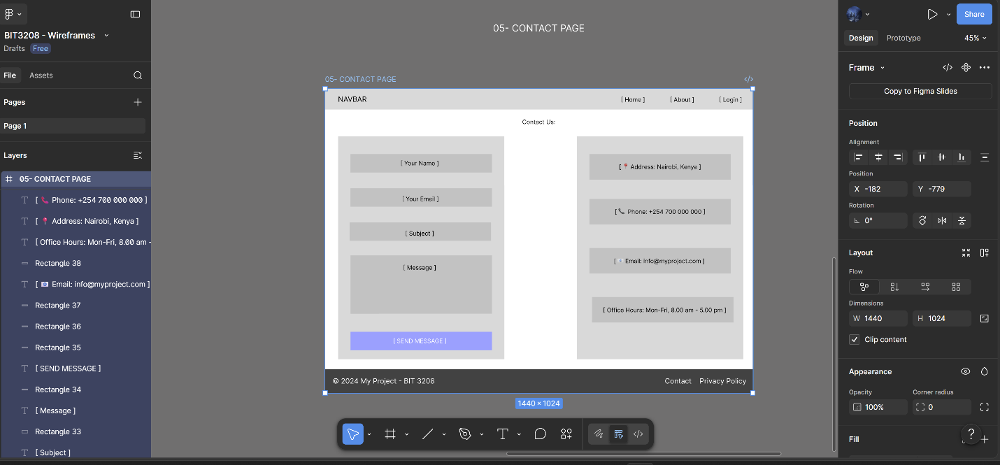 BIT3208 - Wireframes
Drafts Free
File Assets
Pages
Page 1
Layers
05- CONTACT PAGE
[ 📞 Phone: +254 700 000 000 ]
[ 📍 Address: Nairobi, Kenya ]
[ Office Hours: Mon-Fri, 8.00 am -
Rectangle 38
[ 📧 Email: info@myproject.com ]
Rectangle 37
Rectangle 36
Rectangle 35
[ SEND MESSAGE ]
Rectangle 34
[ Message ]
Rectangle 33
[ Subject ]
05- CONTACT PAGE
05- CONTACT PAGE
NAVBAR [ Home ] [ About ] [ Login ]
Contact Us:
[ Your Name ]
[ Your Email ]
[ Subject ]
[ Message ]
[ SEND MESSAGE ]
[ 📍 Address: Nairobi, Kenya ]
[ 📞 Phone: +254 700 000 000 ]
[ 📧 Email: info@myproject.com ]
[ Office Hours: Mon-Fri, 8.00 am - 5.00 pm ]
© 2024 My Project - BIT 3208 Contact Privacy Policy
1440 × 1024
Share
Design Prototype 45%
Frame
Copy to Figma Slides
Position
Alignment
Position
X -182 Y -779
Rotation
0°
Layout
Flow
Dimensions
W 1440 H 1024
Clip content
Appearance
Opacity Corner radius
100% 0
Fill
?